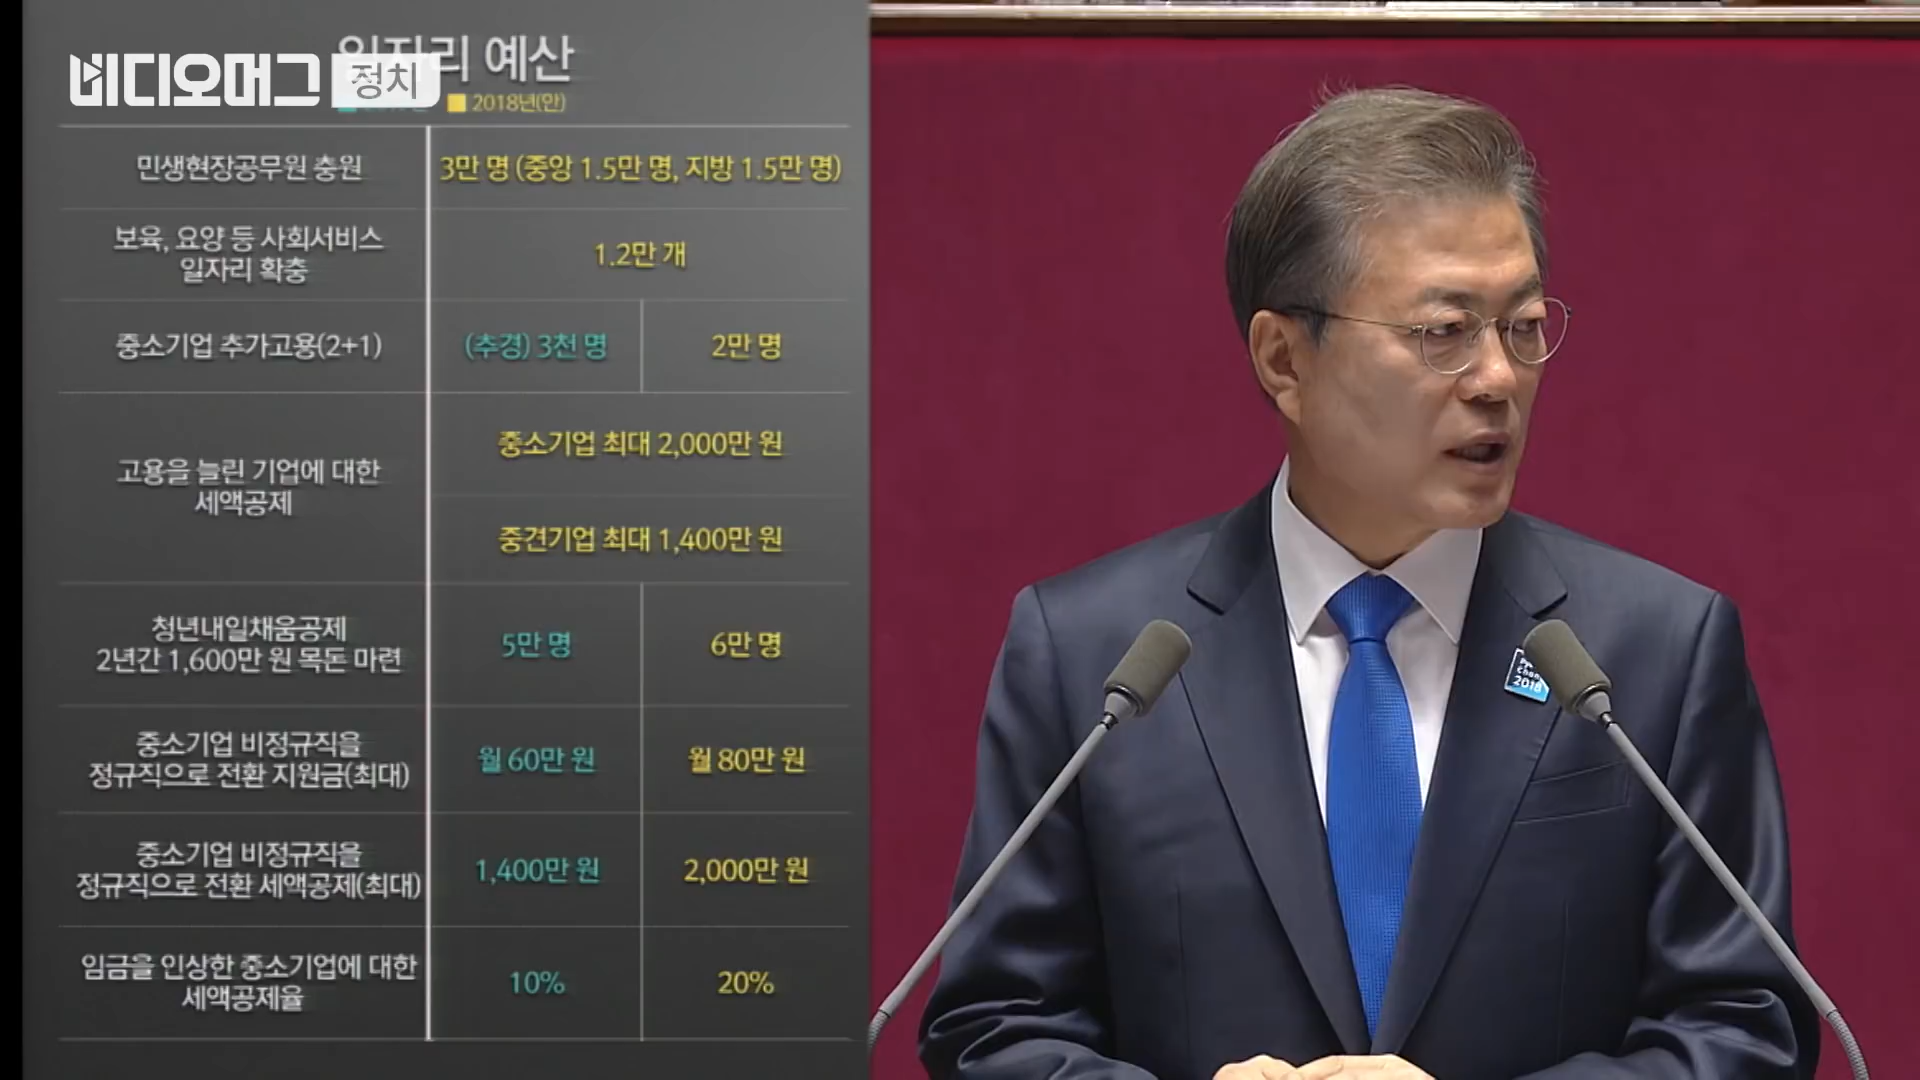 비디오머그 정치
일자리 예산
2018년(안)
민생현장공무원 충원
3만 명 (중앙 1.5만 명, 지방 1.5만 명)
보육, 요양 등 사회서비스
일자리 확충
1.2만 개
중소기업 추가고용(2+1)
(추경) 3천 명
2만 명
고용을 늘린 기업에 대한
세액공제
중소기업 최대 2,000만 원
중견기업 최대 1,400만 원
청년내일채움공제
2년간 1,600만 원 목돈 마련
5만 명
6만 명
중소기업 비정규직을
정규직으로 전환 지원금(최대)
월 60만 원
월 80만 원
중소기업 비정규직을
정규직으로 전환 세액공제(최대)
1,400만 원
2,000만 원
임금을 인상한 중소기업에 대한
세액공제율
10%
20%
2018